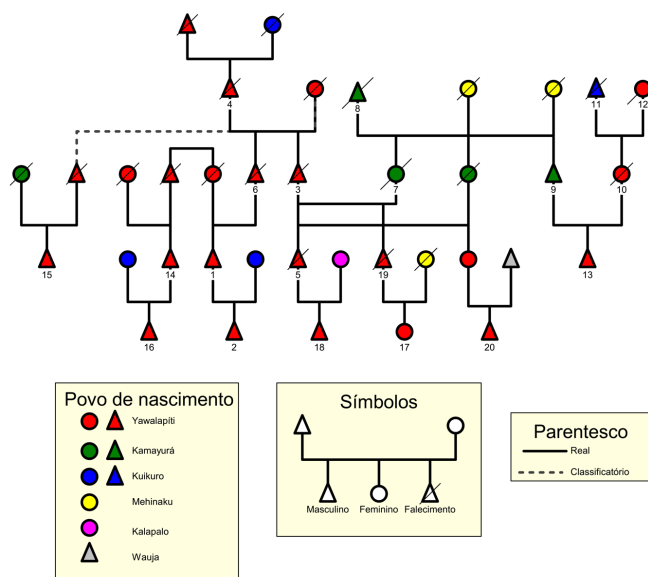 4
8
11
12
6
3
7
9
10
15
14
1
5
19
13
16
2
18
17
20
Povo de nascimento
Yawalapíti
Kamayurá
Kuikuro
Mehinaku
Kalapalo
Wauja
Símbolos
Masculino
Feminino
Falecimento
Parentesco
Real
Classificatório